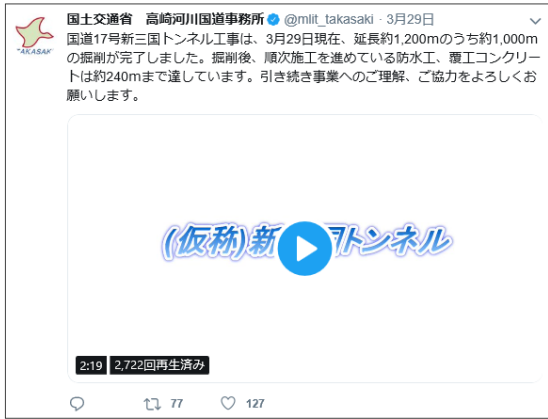 国土交通省 高崎河川国道事務所 @mlit_takasaki · 3月29日
TAKASAKI
国道17号新三国トンネル工事は、3月29日現在、延長約1,200mのうち約1,000m
の掘削が完了しました。掘削後、順次施工を進めている防水工、覆工コンクリー
トは約240mまで達しています。引き続き事業へのご理解、ご協力をよろしくお
願いします。
(仮称)新 国トンネル
2:19 2,722回再生済み
77 127